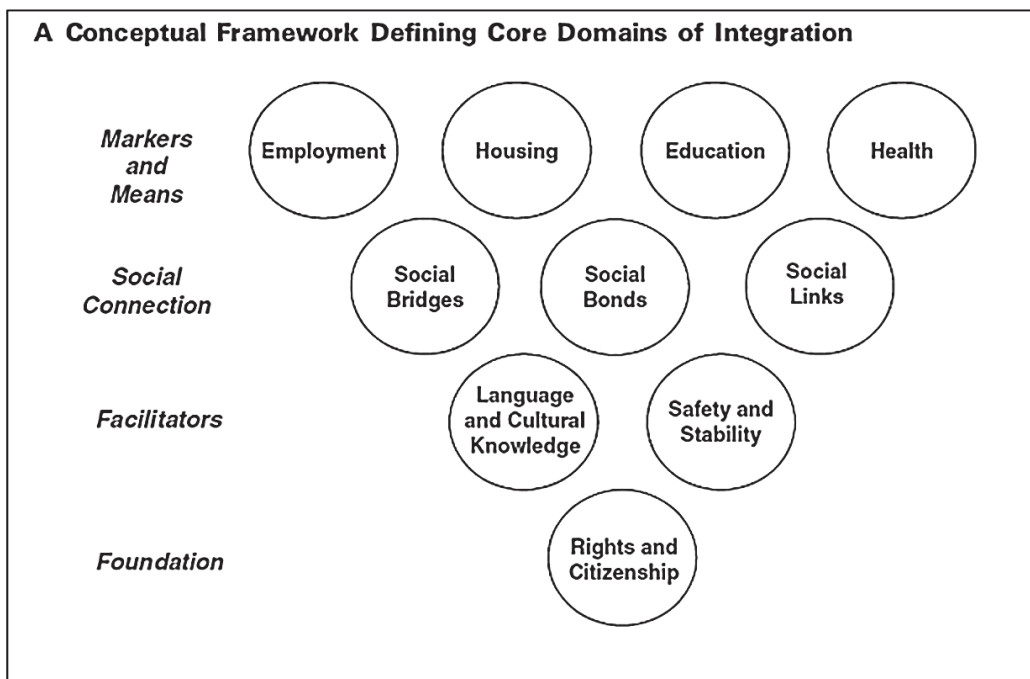 A Conceptual Framework Defining Core Domains of Integration
Markers
and
Means
Employment
Housing
Education
Health
Social
Connection
Social
Bridges
Social
Bonds
Social
Links
Facilitators
Language
and Cultural
Knowledge
Safety and
Stability
Foundation
Rights and
Citizenship